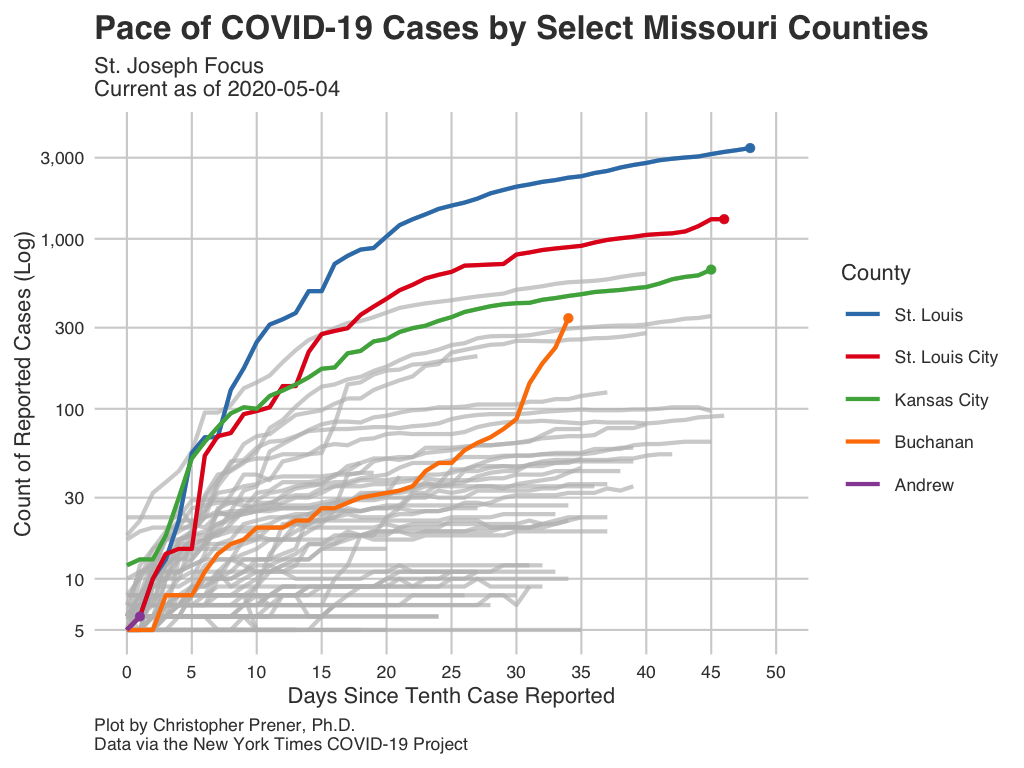 Pace of COVID-19 Cases by Select Missouri Counties
St. Joseph Focus
Current as of 2020-05-04
Count of Reported Cases (Log)
3,000
1,000
300
100
30
10
5
0 5 10 15 20 25 30 35 40 45 50
Days Since Tenth Case Reported
County
St. Louis
St. Louis City
Kansas City
Buchanan
Andrew
Plot by Christopher Prener, Ph.D.
Data via the New York Times COVID-19 Project